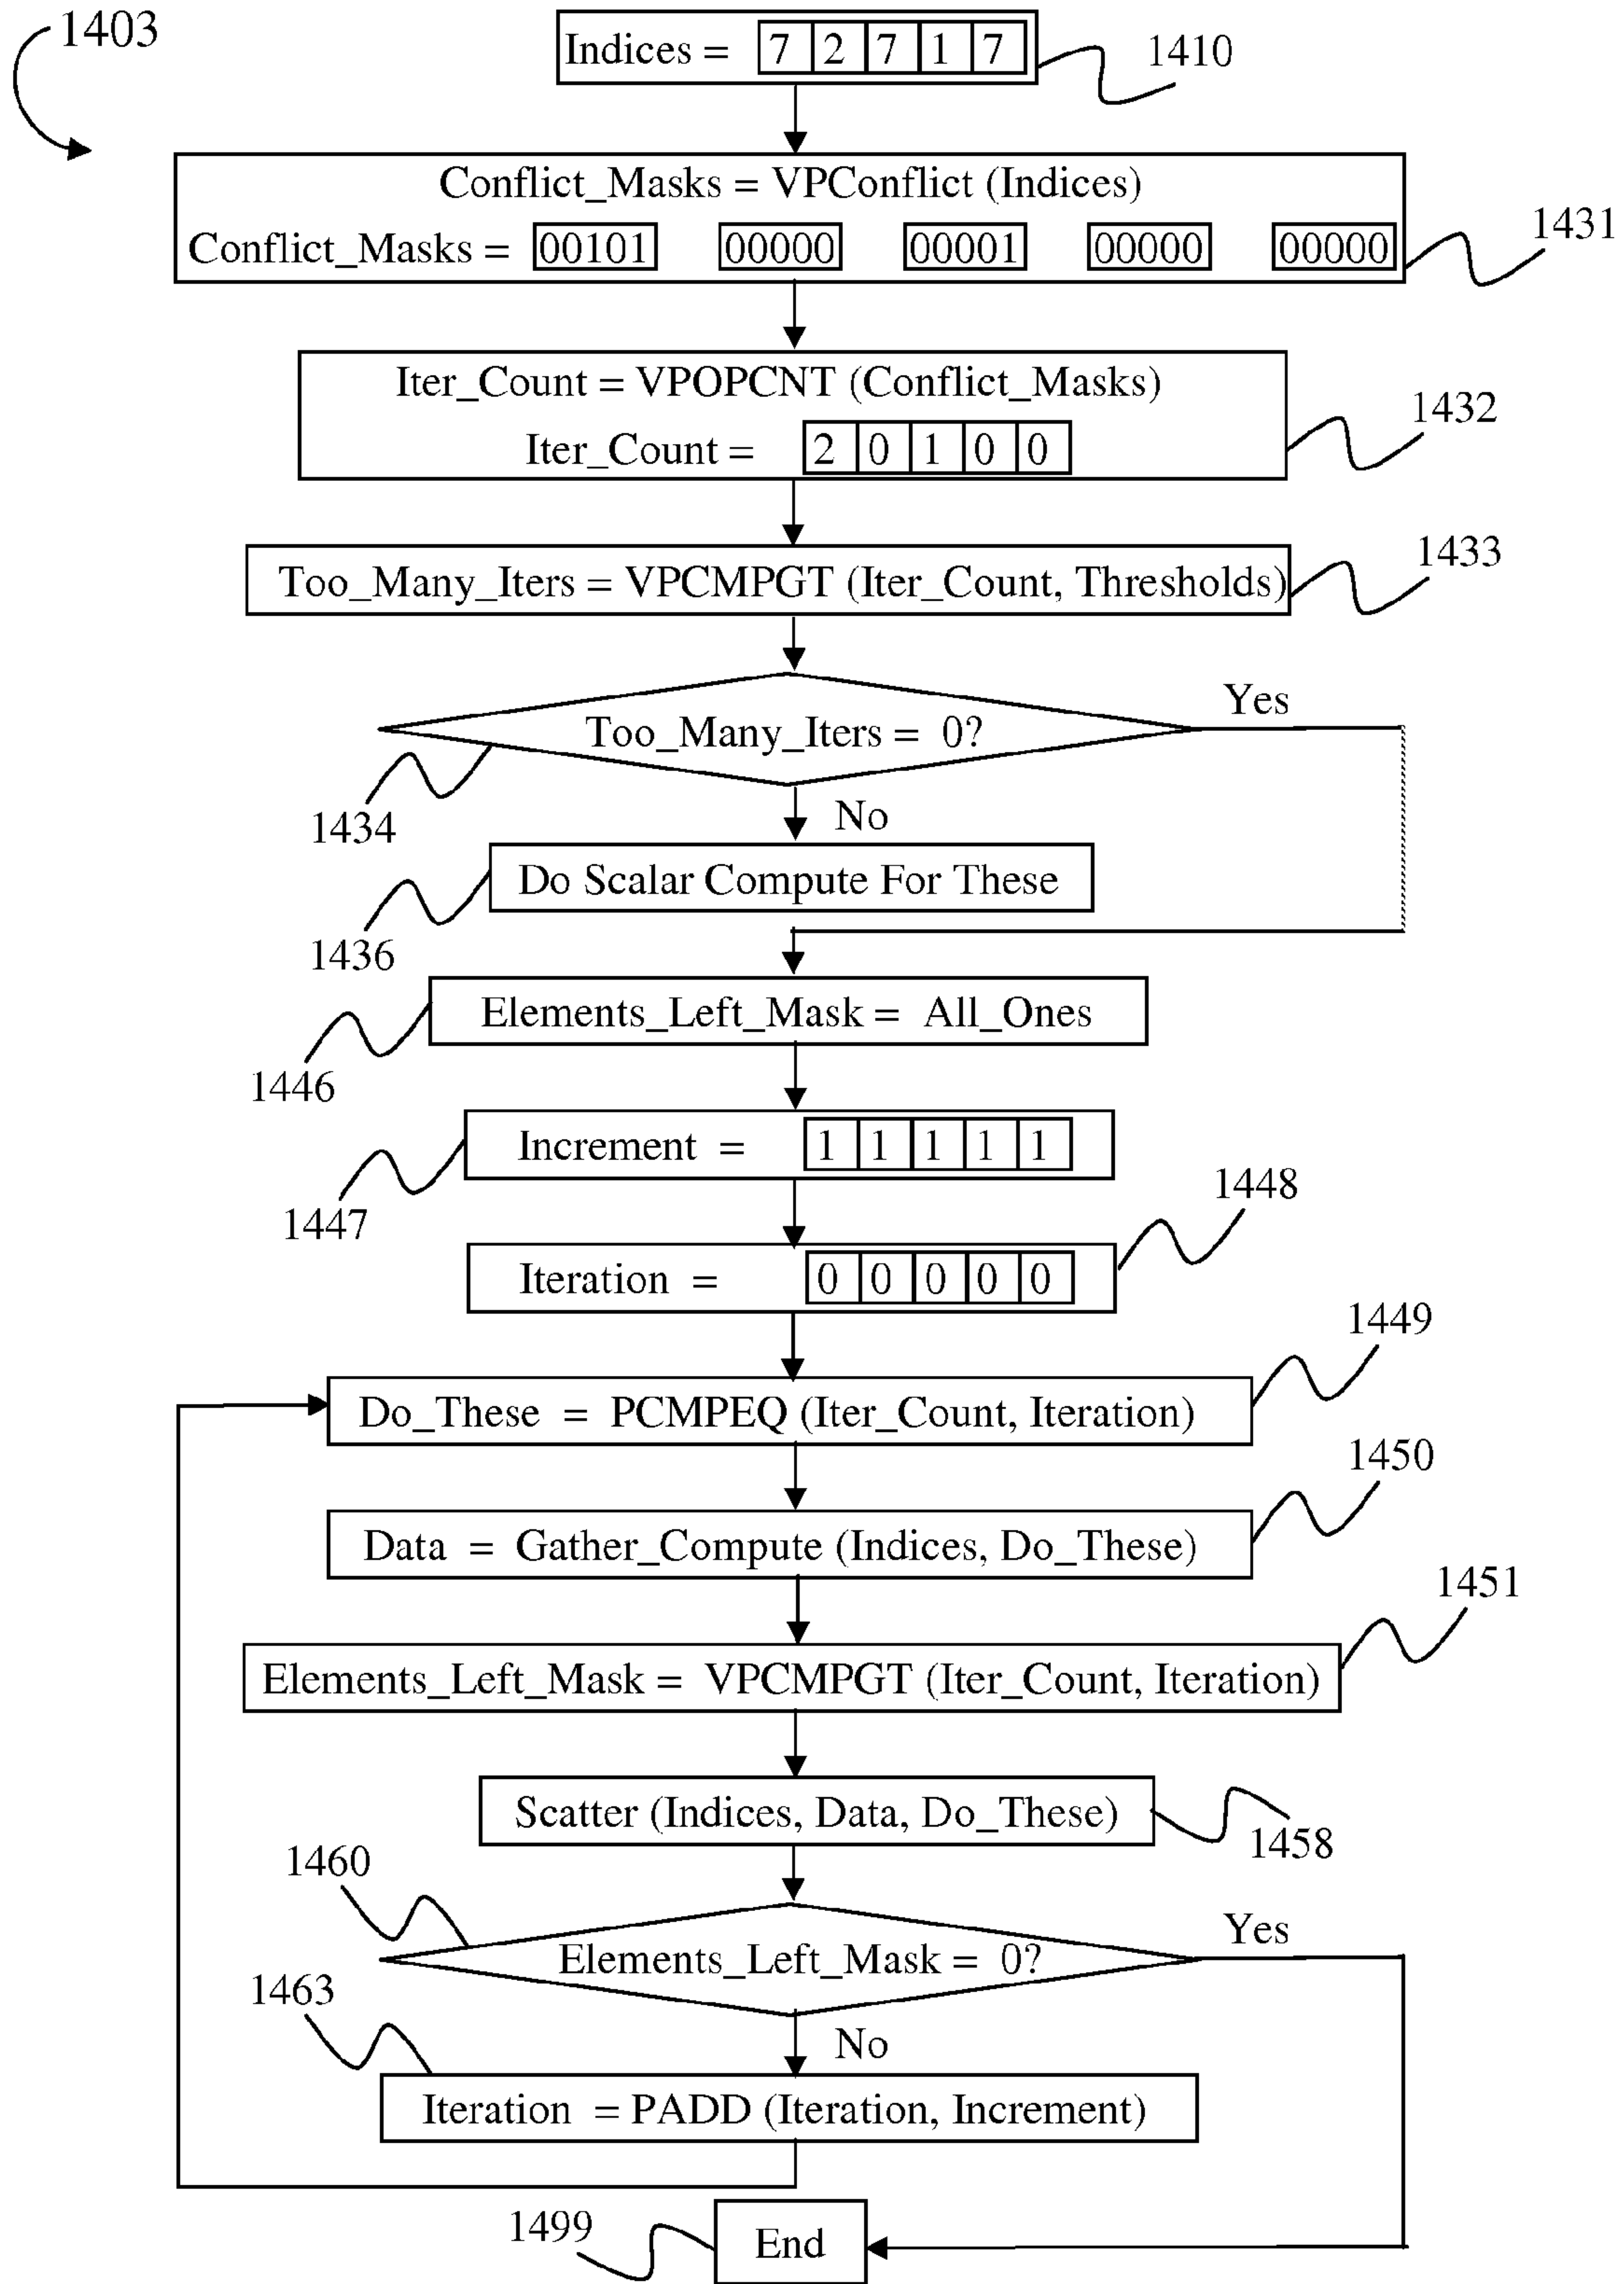 1403
Indices = 7 2 7 1 7
1410
Conflict_Masks = VPConflict (Indices)
Conflict_Masks = 00101 00000 00001 00000 00000
1431
Iter_Count = VPOPCNT (Conflict_Masks)
Iter_Count = 2 0 1 0 0
1432
Too_Many_Iters = VPCMPGT (Iter_Count, Thresholds)
1433
Too_Many_Iters = 0?
Yes
1434
No
Do Scalar Compute For These
1436
Elements_Left_Mask = All_Ones
1446
Increment = 1 1 1 1 1
1447
1448
Iteration = 0 0 0 0 0
1449
Do_These = PCMPEQ (Iter_Count, Iteration)
1450
Data = Gather_Compute (Indices, Do_These)
1451
Elements_Left_Mask = VPCMPGT (Iter_Count, Iteration)
Scatter (Indices, Data, Do_These)
1458
1460
Elements_Left_Mask = 0?
Yes
1463
No
Iteration = PADD (Iteration, Increment)
1499
End